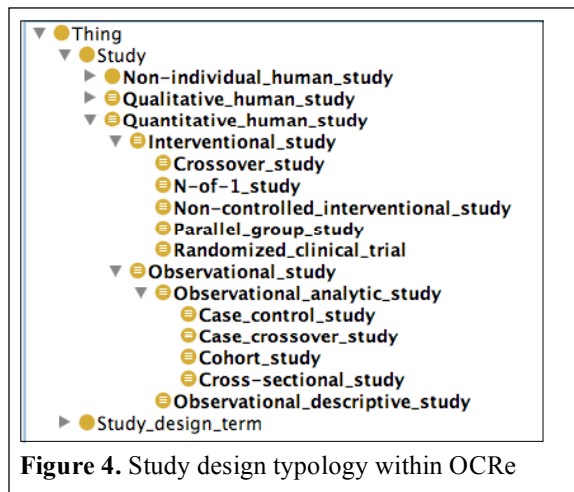 Thing
Study
Non-individual_human_study
Qualitative_human_study
Quantitative_human_study
Interventional_study
Crossover_study
N-of-1_study
Non-controlled_interventional_study
Parallel_group_study
Randomized_clinical_trial
Observational_study
Observational_analytic_study
Case_control_study
Case_crossover_study
Cohort_study
Cross-sectional_study
Observational_descriptive_study
Study_design_term
Figure 4. Study design typology within OCRe